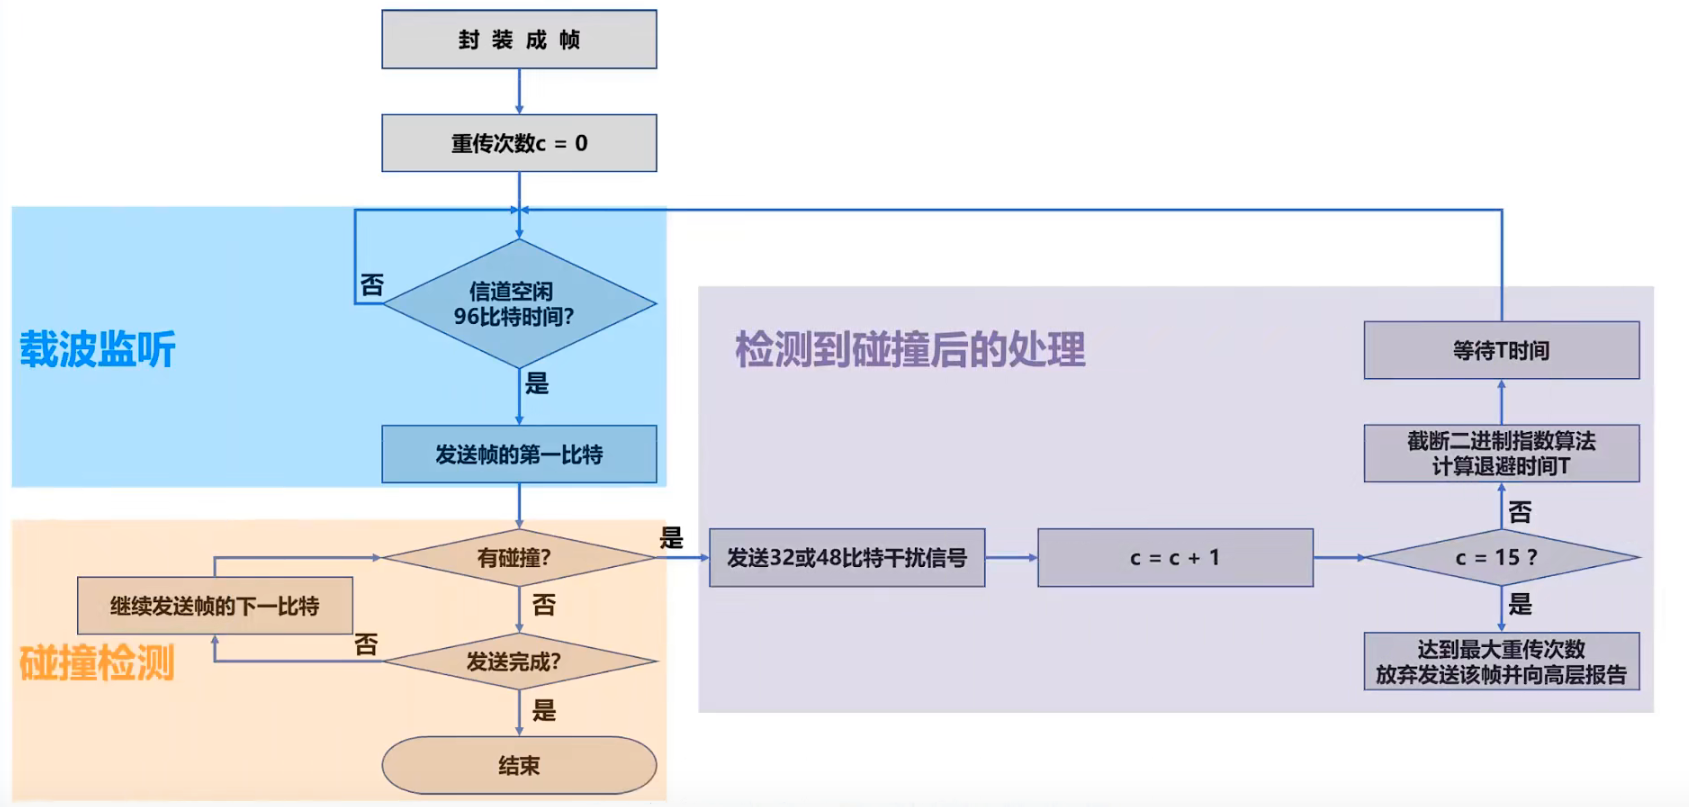 封 装 成 帧
重传次数c = 0
否
信道空闲
96比特时间?
载波监听
是
发送帧的第一比特
有碰撞?
是
否
继续发送帧的下一比特
碰撞检测
否
发送完成?
是
结束
检测到碰撞后的处理
发送32或48比特干扰信号
c = c + 1
c = 15 ?
否
截断二进制指数算法
计算退避时间T
等待T时间
是
达到最大重传次数
放弃发送该帧并向高层报告